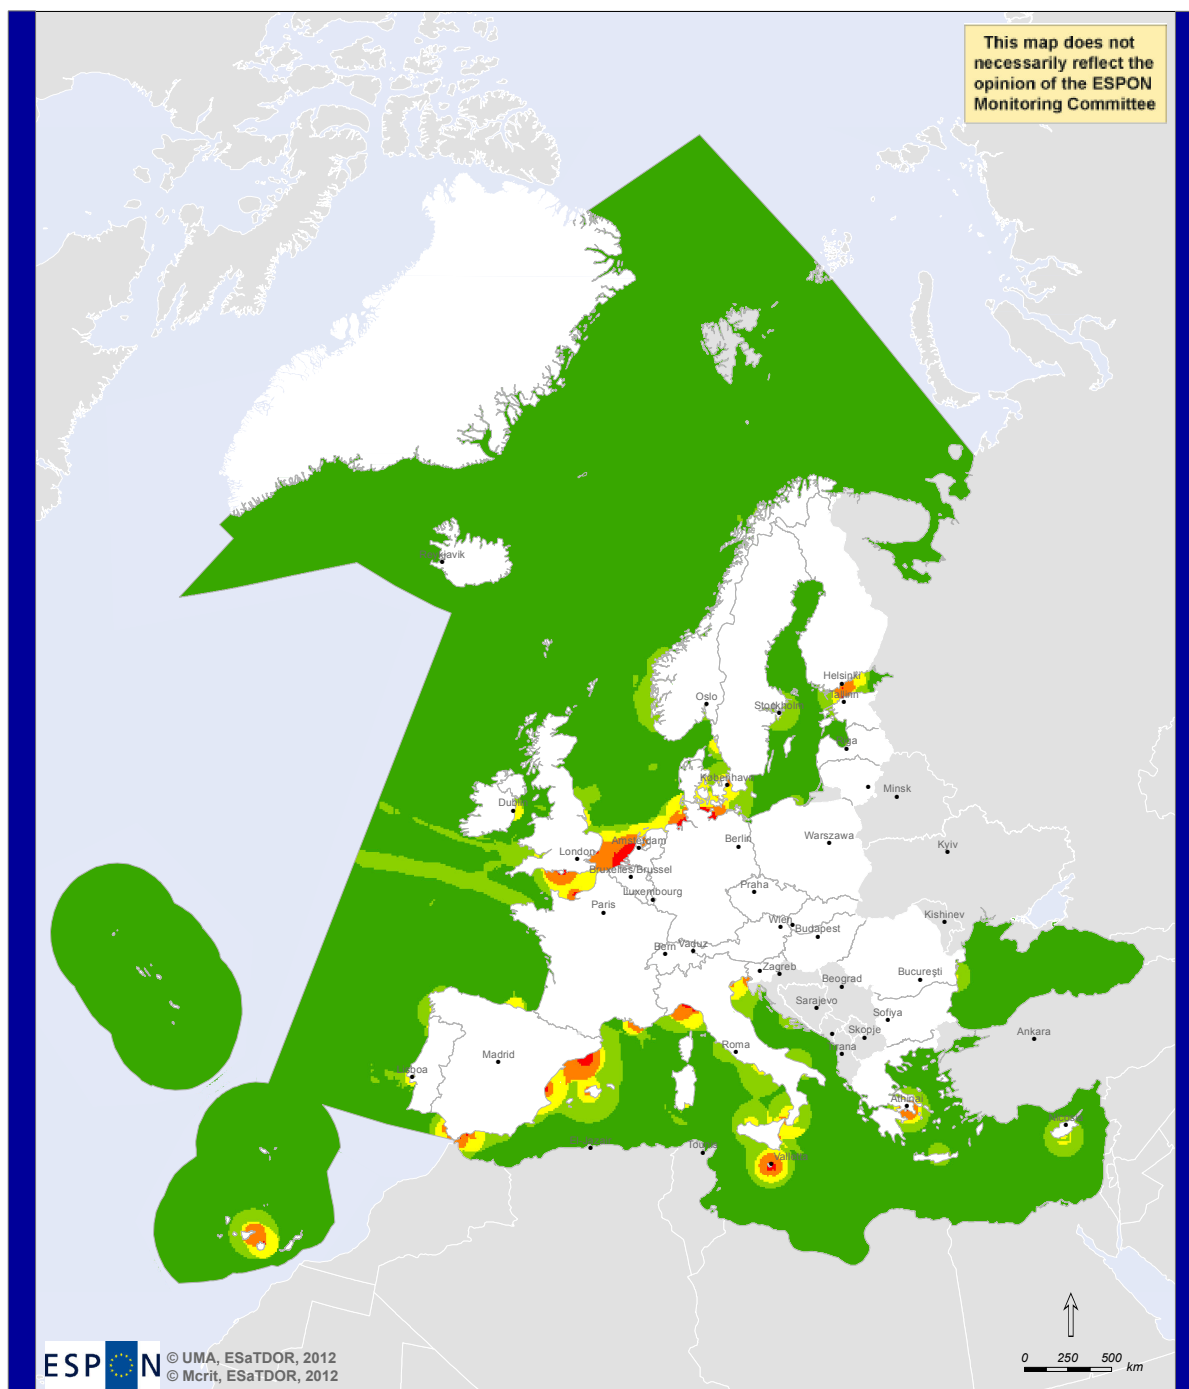 This map does not
necessarily reflect the
opinion of the ESPON
Monitoring Committee
Reykjavik
Helsinki
Tallinn
Oslo
Stockholm
København
Minsk
Dublin
Amsterdam
Berlin
Warszawa
London
Kyiv
Bruxelles/Brussel
Luxembourg
Praha
Paris
Kishinev
Wien
Budapest
Bern
Vaduz
Zagreb
Beograd
Bucureşti
Sarajevo
Sofiya
Skopje
Ankara
Roma
Madrid
Lisboa
Athinai
Valletta
0 250 500 km
ESPON
© UMA, ESaTDOR, 2012
© Mcrit, ESaTDOR, 2012